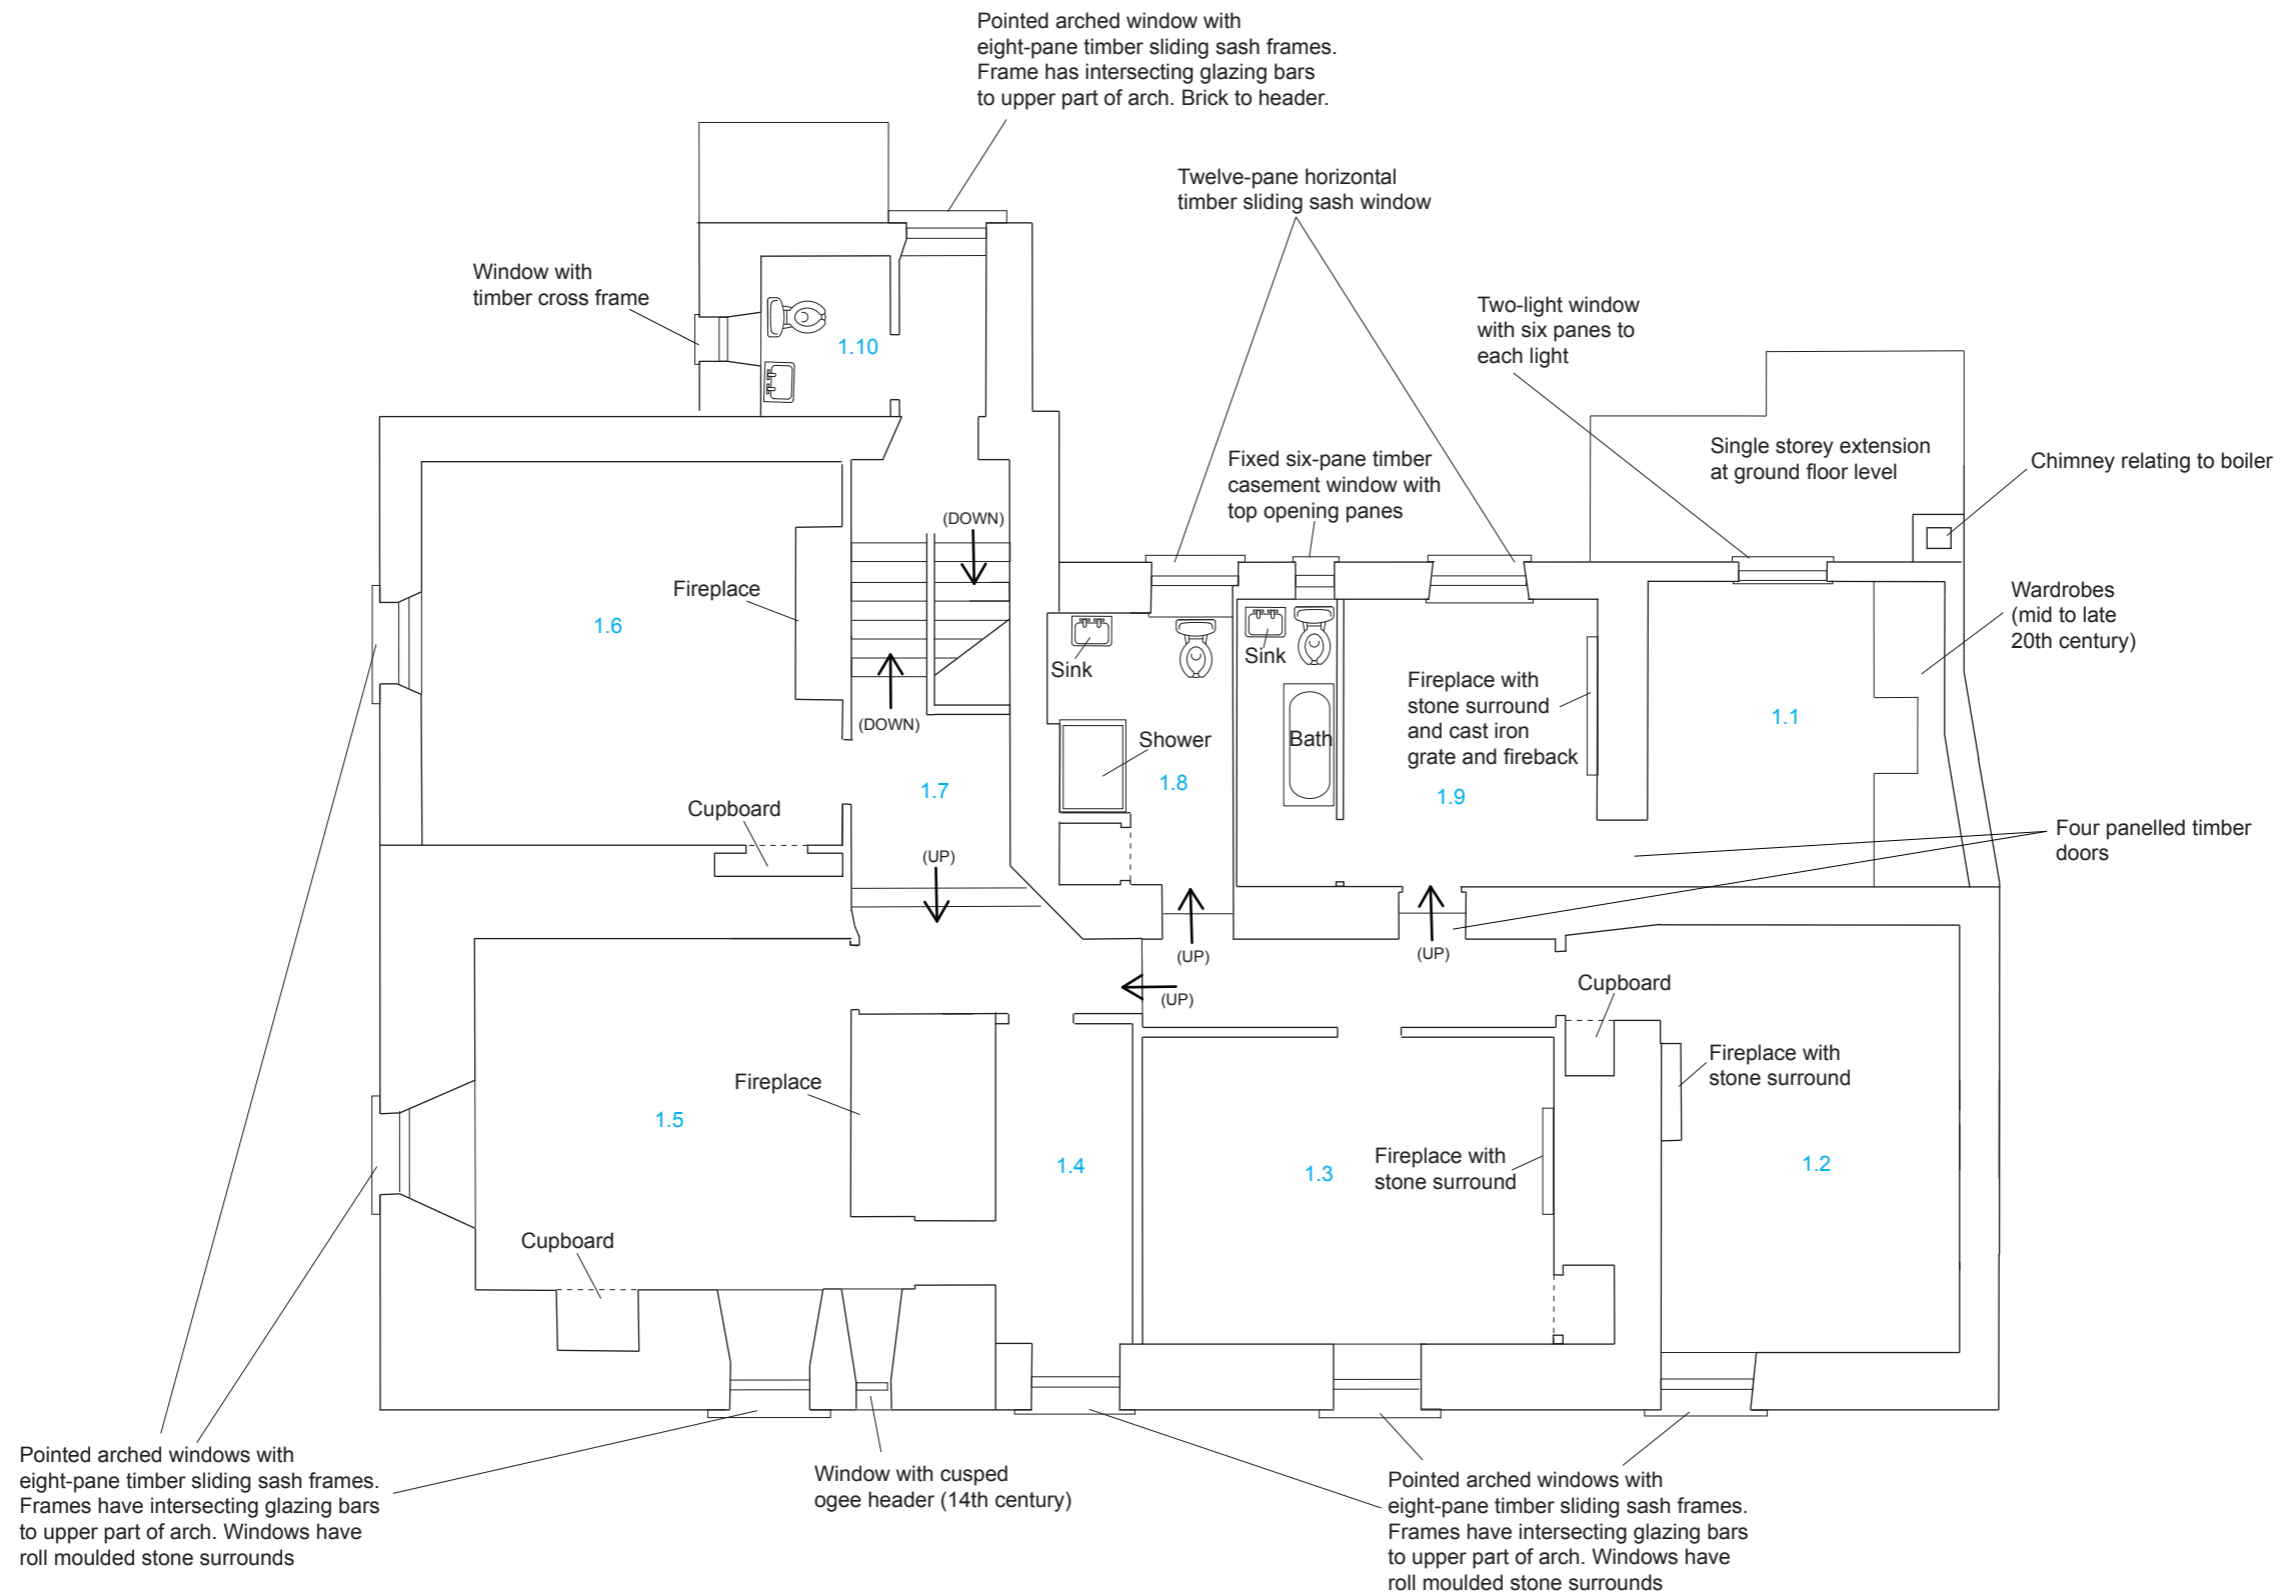 Pointed arched window with
eight-pane timber sliding sash frames.
Frame has intersecting glazing bars
to upper part of arch. Brick to header.
Twelve-pane horizontal
timber sliding sash window
Window with
timber cross frame
Two-light window
with six panes to
each light
1.10
Single storey extension
at ground floor level
Chimney relating to boiler
Fixed six-pane timber
casement window with
top opening panes
(DOWN)
Fireplace
1.6
Wardrobes
(mid to late
20th century)
Sink
Sink
Fireplace with
stone surround
and cast iron
grate and fireback
(DOWN)
1.1
Shower
Bath
1.7
1.8
1.9
Cupboard
Four panelled timber
doors
(UP)
(UP)
(UP)
(UP)
Cupboard
Fireplace
Fireplace with
stone surround
1.5
1.4
1.3
Fireplace with
stone surround
1.2
Cupboard
Pointed arched windows with
eight-pane timber sliding sash frames.
Frames have intersecting glazing bars
to upper part of arch. Windows have
roll moulded stone surrounds
Window with cusped
ogee header (14th century)
Pointed arched windows with
eight-pane timber sliding sash frames.
Frames have intersecting glazing bars
to upper part of arch. Windows have
roll moulded stone surrounds